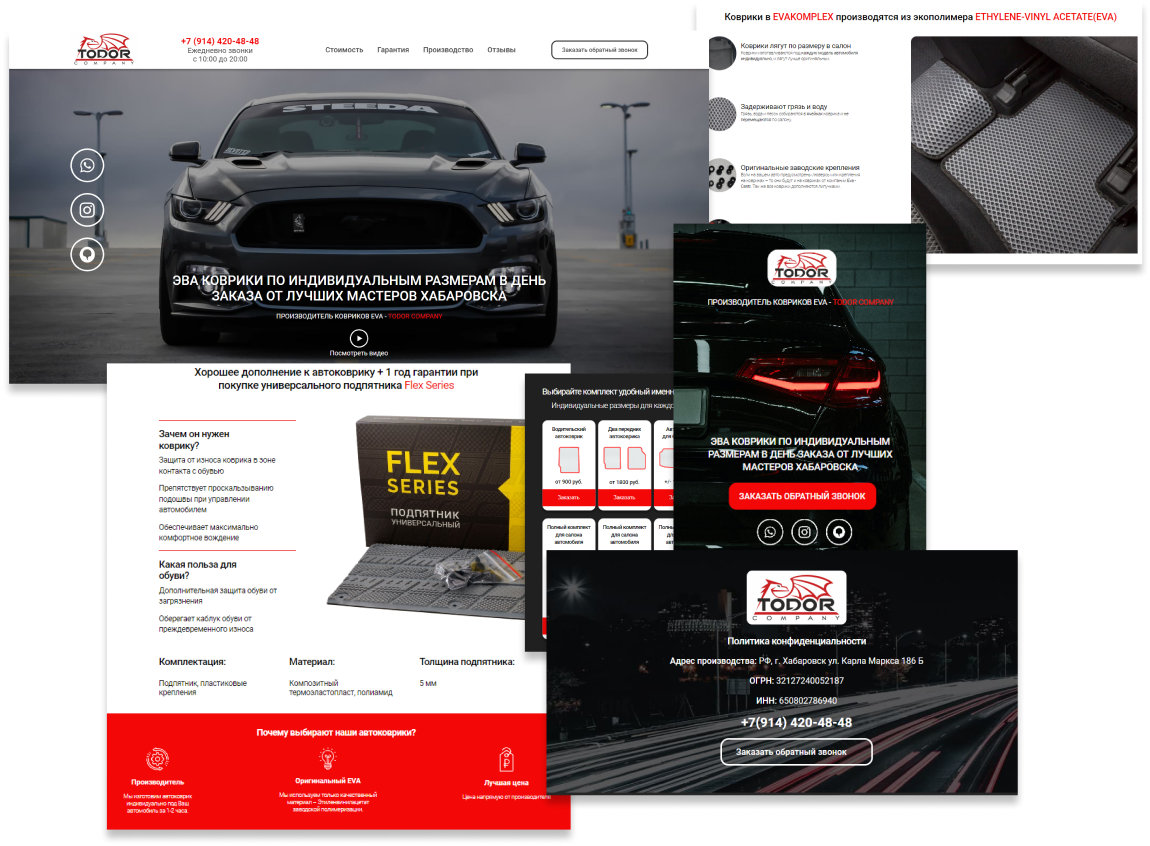 TODOR
COMPANY
+7 (914) 420-48-48
Ежедневно звонки
с 10:00 до 20:00
Стоимость
Гарантия
Производство
Отзывы
Заказать обратный звонок
STEEDA
ЭВА КОВРИКИ ПО ИНДИВИДУАЛЬНЫМ РАЗМЕРАМ В ДЕНЬ
ЗАКАЗА ОТ ЛУЧШИХ МАСТЕРОВ ХАБАРОВСКА
ПРОИЗВОДИТЕЛЬ КОВРИКОВ EVA - TODOR COMPANY
Посмотреть видео
Коврики в EVAKOMPLEX производятся из экополимера ETHYLENE-VINYL ACETATE(EVA)
Коврики лягут по размеру в салон
Задерживают грязь и воду
Оригинальные заводские крепления
TODOR
COMPANY
ПРОИЗВОДИТЕЛЬ КОВРИКОВ EVA - TODOR COMPANY
ЭВА КОВРИКИ ПО ИНДИВИДУАЛЬНЫМ
РАЗМЕРАМ В ДЕНЬ ЗАКАЗА ОТ ЛУЧШИХ
МАСТЕРОВ ХАБАРОВСКА
ЗАКАЗАТЬ ОБРАТНЫЙ ЗВОНОК
Хорошее дополнение к автоковрику + 1 год гарантии при
покупке универсального подпятника Flex Series
Зачем он нужен
коврику?
Защита от износа коврика в зоне
контакта с обувью
Препятствует проскальзыванию
подошвы при управлении
автомобилем
Обеспечивает максимально
комфортное вождение
Какая польза для
обуви?
Дополнительная защита обуви от
загрязнения
Оберегает каблук обуви от
преждевременного износа
FLEX
SERIES
ПОДПЯТНИК
УНИВЕРСАЛЬНЫЙ
Комплектация:
Подпятник, пластиковые
крепления
Материал:
Композитный
термоэластопласт, полиамид
Толщина подпятника:
5 мм
Выбирайте комплект удобный именн
Индивидуальные размеры для каждо
Водительский
автоковрик
от 900 руб.
Заказать
Два передних
автоковрика
от 1800 руб.
Заказать
Полный комплект
для салона
автомобиля
Полный комплект
для салона
автомобиля
Почему выбирают наши автоковрики?
Производитель
Мы изготовим автоковрик
индивидуально под Ваш
автомобиль за 1-2 часа.
Оригинальный EVA
Мы используем только качественный
материал – Этиленвинилацетат
заводской полимеризации.
Лучшая цена
Цена напрямую от производителя
TODOR
COMPANY
Политика конфиденциальности
Адрес производства: РФ, г. Хабаровск ул. Карла Маркса 186 Б
ОГРН: 32127240052187
ИНН: 650802786940
+7(914) 420-48-48
Заказать обратный звонок